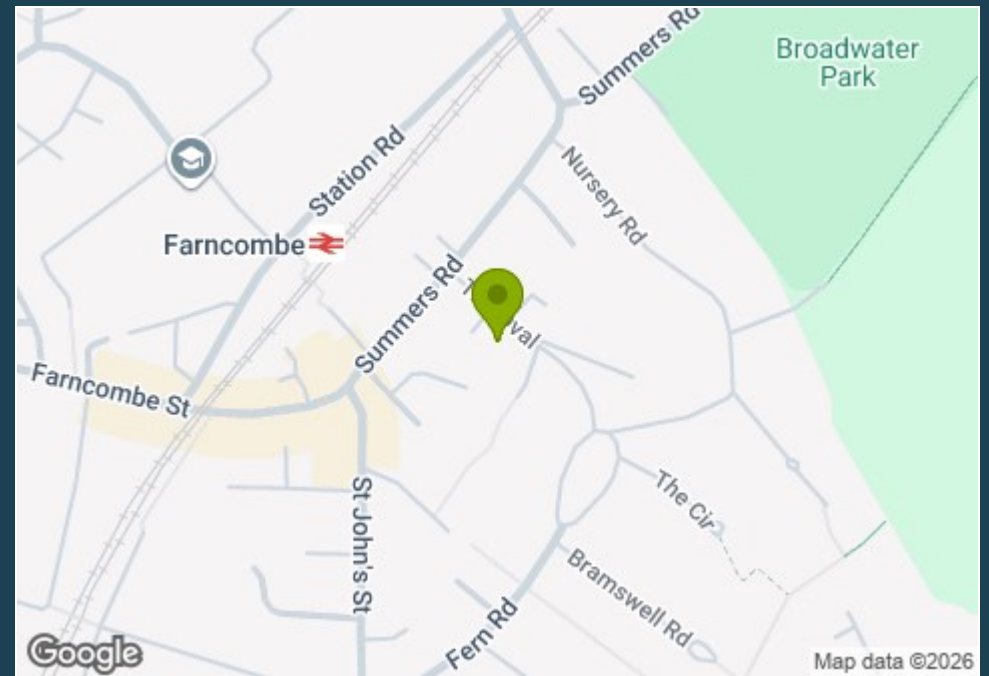 Broadwater
Park
Summers Rd
Station Rd
Nursery Rd
Farncombe
Summers Rd
Farncombe St
The Cir
St John's St
Bramswell Rd
Fern Rd
Google
Map data ©2026